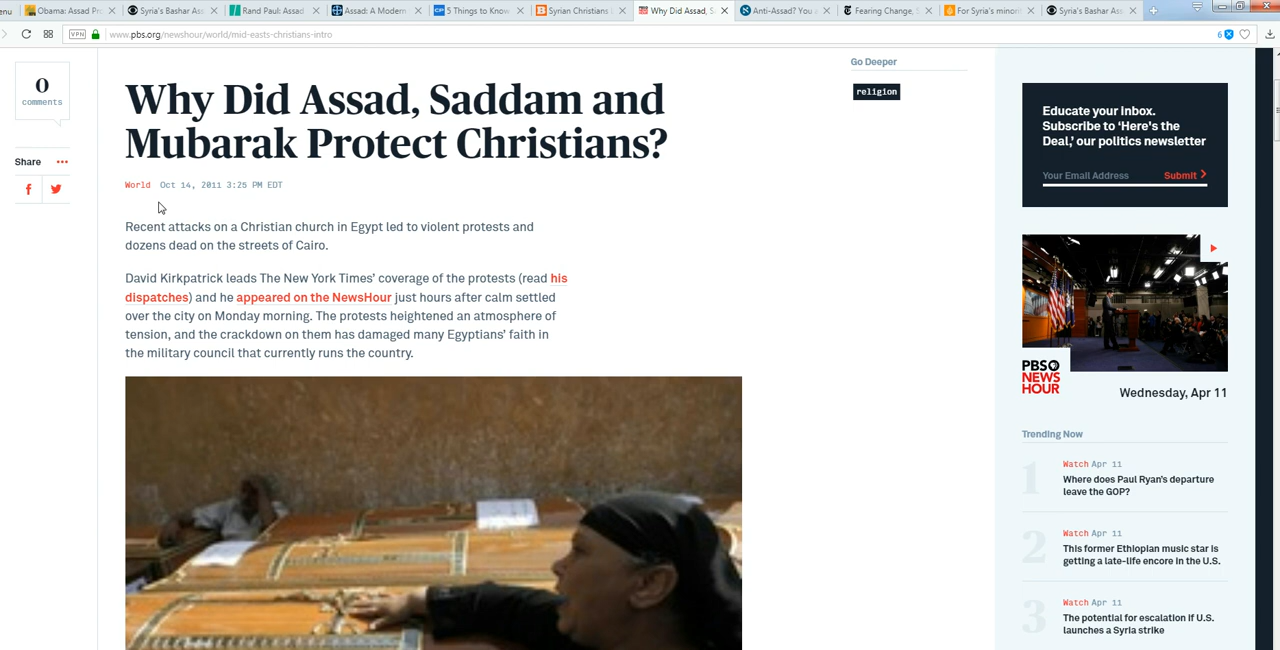 enu
Obama: Assad Pr
Syria's Bashar Ass
Rand Paul: Assad
Assad: A Modern
5 Things to Know
Syrian Christians
Why Did Assad, S
Anti-Assad? You
Fearing Change, S
For Syria's minori
Syria's Bashar Ass
VPN
www.pbs.org/newshour/world/mid-easts-christians-intro
6
0
comments
Share
Why Did Assad, Saddam and
Mubarak Protect Christians?
World Oct 14, 2011 3:25 PM EDT
Recent attacks on a Christian church in Egypt led to violent protests and
dozens dead on the streets of Cairo.
David Kirkpatrick leads The New York Times' coverage of the protests (read his
dispatches) and he appeared on the NewsHour just hours after calm settled
over the city on Monday morning. The protests heightened an atmosphere of
tension, and the crackdown on them has damaged many Egyptians' faith in
the military council that currently runs the country.
Go Deeper
religion
Educate your inbox.
Subscribe to 'Here's the
Deal,' our politics newsletter
Your Email Address Submit
PBS
NEWS
HOUR
Wednesday, Apr 11
Trending Now
1
Watch Apr 11
Where does Paul Ryan's departure
leave the GOP?
2
Watch Apr 11
This former Ethiopian music star is
getting a late-life encore in the U.S.
3
Watch Apr 11
The potential for escalation if U.S.
launches a Syria strike